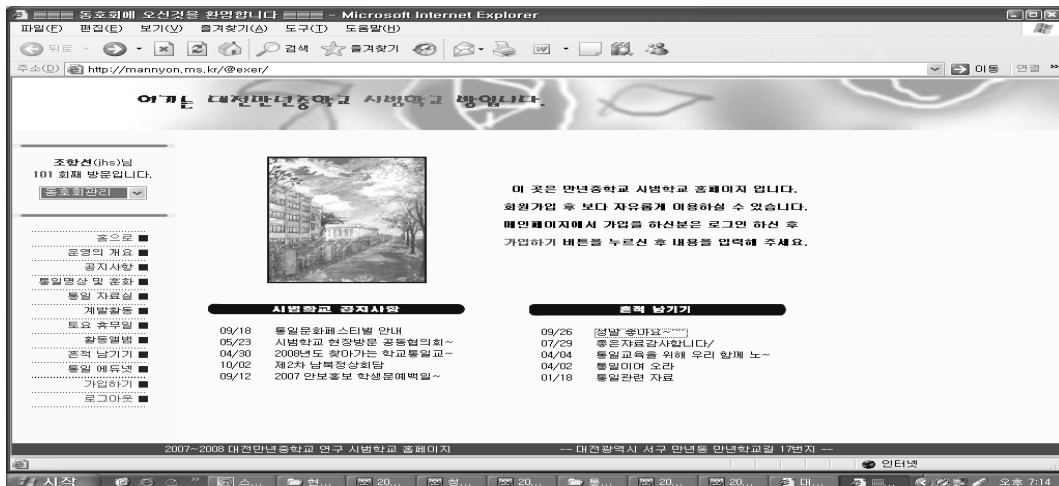 동호회에 오신것을 환영합니다 - Microsoft Internet Explorer
파일(F) 편집(E) 보기(V) 즐겨찾기(A) 도구(T) 도움말(H)
뒤로 검색 즐겨찾기
주소(D) http://mannyon.ms.kr/@exer/ 이동 연결 »
여기는 대전만년중학교 시범학교 방입니다.
조항선(jhs)님
101 회째 방문입니다.
동호회관리
홈으로 ■
운영의 개요 ■
공지사항 ■
통일명상 및 훈화 ■
통일 자료실 ■
계발활동 ■
토요 휴무일 ■
활동앨범 ■
흔적 남기기 ■
통일 에듀넷 ■
가입하기 ■
로그아웃 ■
이 곳은 만년중학교 시범학교 홈페이지 입니다.
회원가입 후 보다 자유롭게 이용하실 수 있습니다.
메인페이지에서 가입을 하신분은 로그인 하신 후
가입하기 버튼을 누르신 후 내용을 입력해 주세요.
시범학교 공지사항
09/18 통일문화페스티벌 안내
05/23 시범학교 현장방문 공동협의회~
04/30 2008년도 찾아가는 학교통일교~
10/02 제2차 남북정상회담
09/12 2007 안보홍보 학생문예백일~
흔적 남기기
09/26 정말 좋아요~
07/29 좋은자료감사합니다/
04/04 통일교육을 위해 우리 함께 노~
04/02 통일이여 오라
01/18 통일관련 자료
2007~2008 대전만년중학교 연구 시범학교 홈페이지 -- 대전광역시 서구 만년동 만년학교길 17번지 --
인터넷
시작 스... 현... 20... 청... 20... 통... 20... 20... 대... 오후 7:14